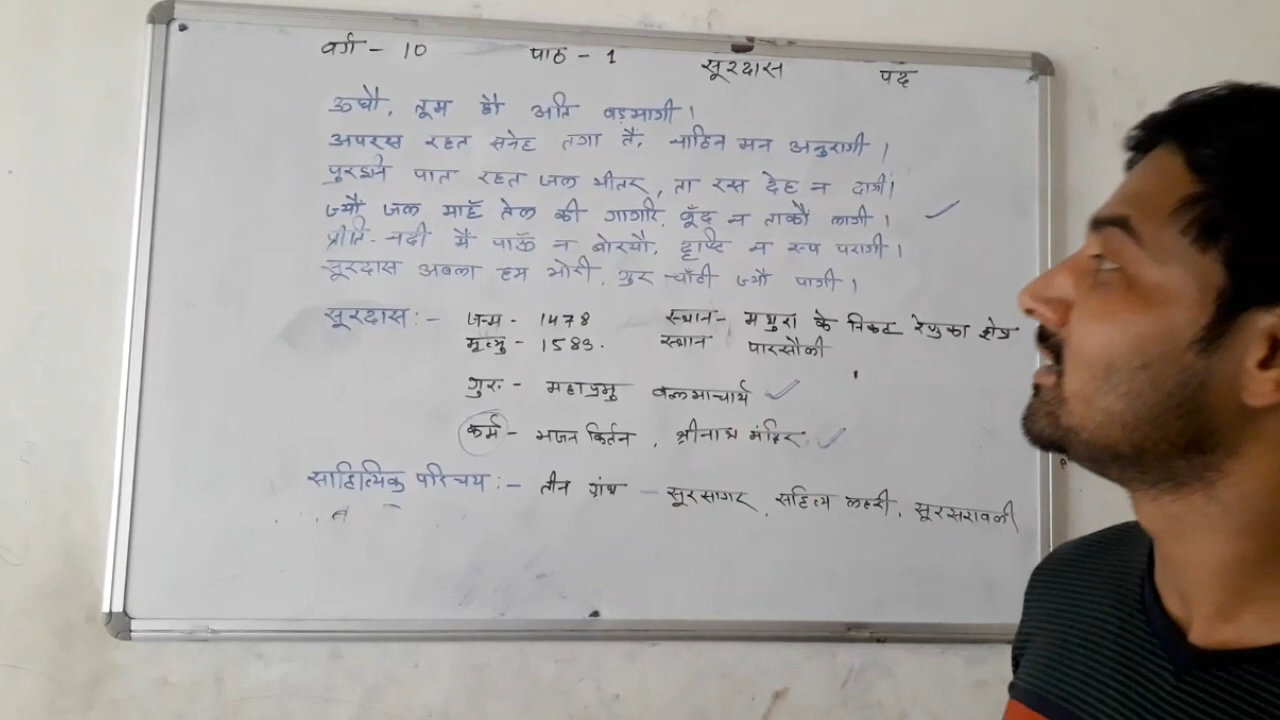 वर्ग - 10 पाठ - 1 सूरदास पद
ऊधौ, तुम हौ अति बड़भागी।
अपरस रहत सनेह तगा तैं, नाहिन मन अनुरागी।
पुरइनि पात रहत जल भीतर, ता रस देह न दागी।
ज्यौं जल माहँ तेल की गागरि, बूँद न ताकौं लागी।
प्रीति-नदी मैं पाऊँ न बोरयौ, दृष्टि न रूप परागी।
सूरदास अबला हम भोरी, गुर चाँटी ज्यौं पागी।
सूरदास :- जन्म - 1478 स्थान - मथुरा के निकट रेणुका क्षेत्र
मृत्यु - 1583. स्थान पारसौली
गुरु - महाप्रभु वल्लभाचार्य
कर्म - भजन किर्तन, श्रीनाथ मंदिर
साहित्यिक परिचय :- तीन ग्रंथ - सूरसागर, सहित्य लहरी, सूरसरावली